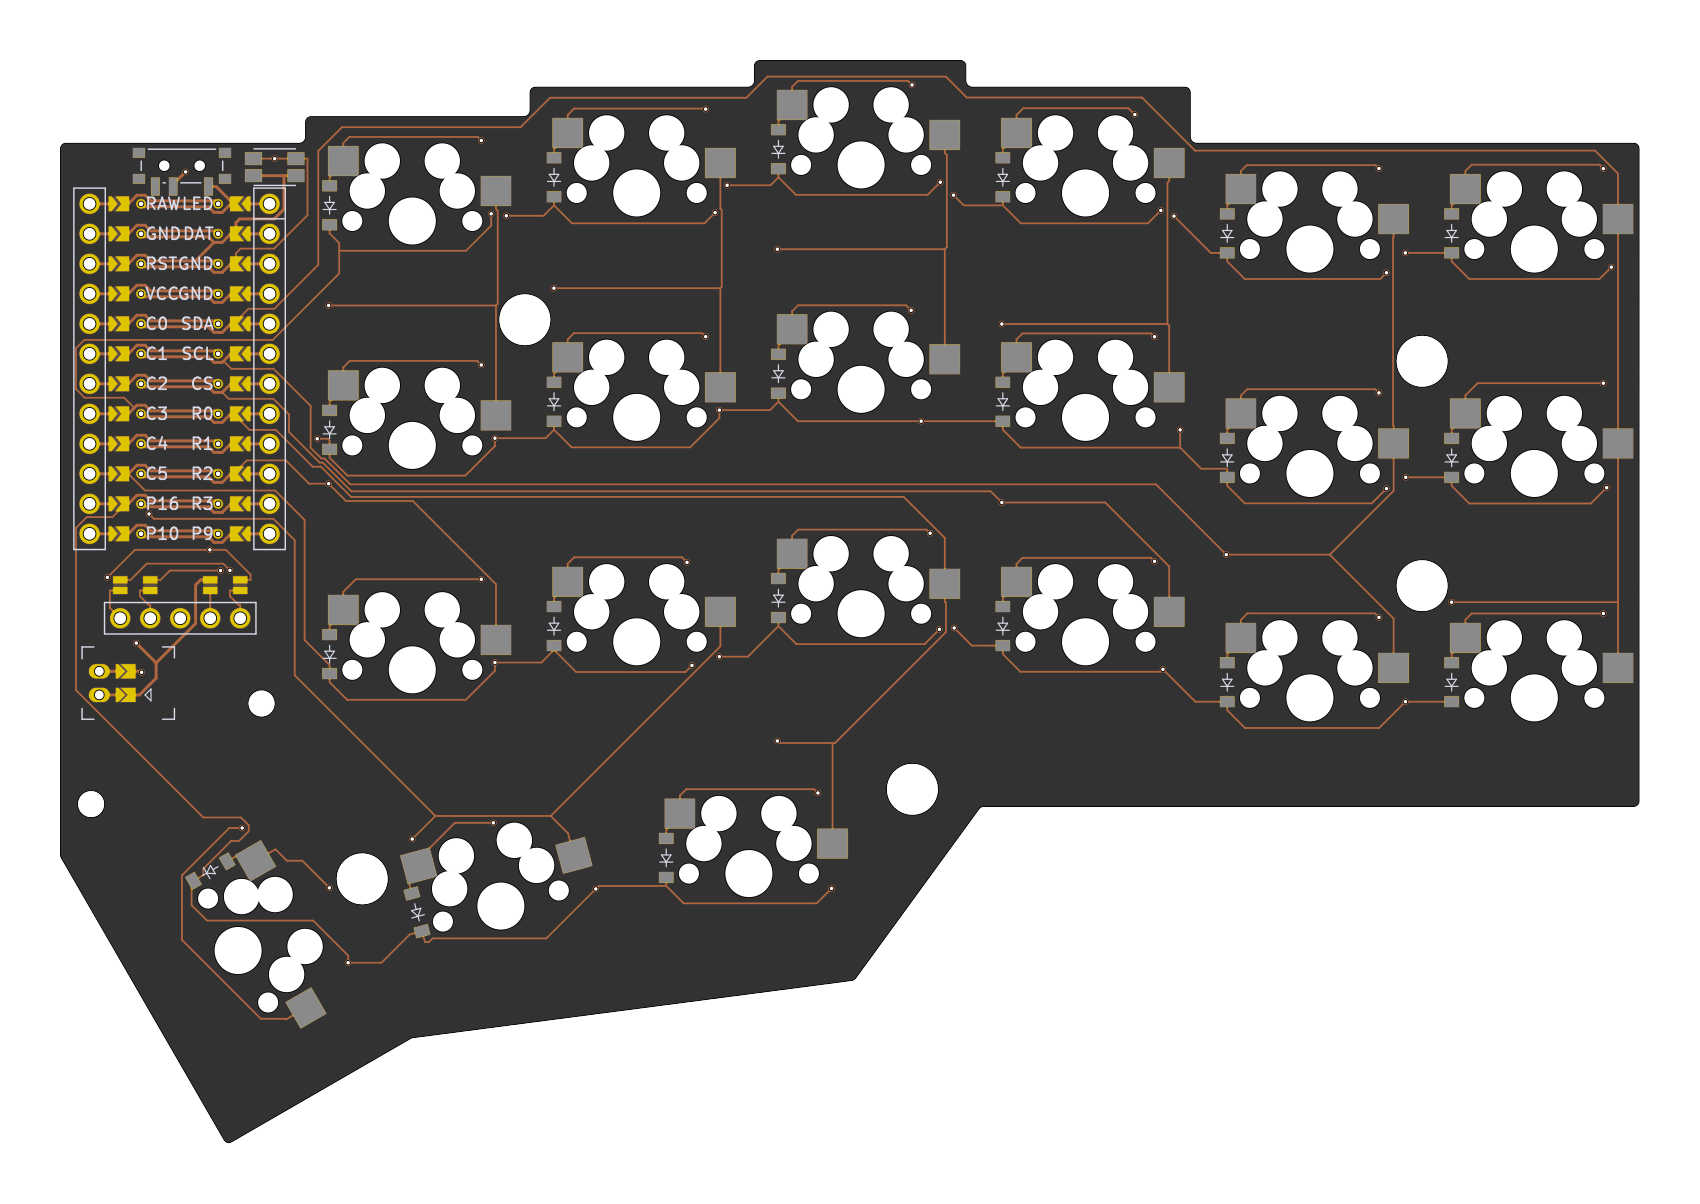 RAW LED
GND DAT
RST GND
VCC GND
C0 SDA
C1 SCL
C2 CS
C3 R0
C4 R1
C5 R2
P16 R3
P10 P9